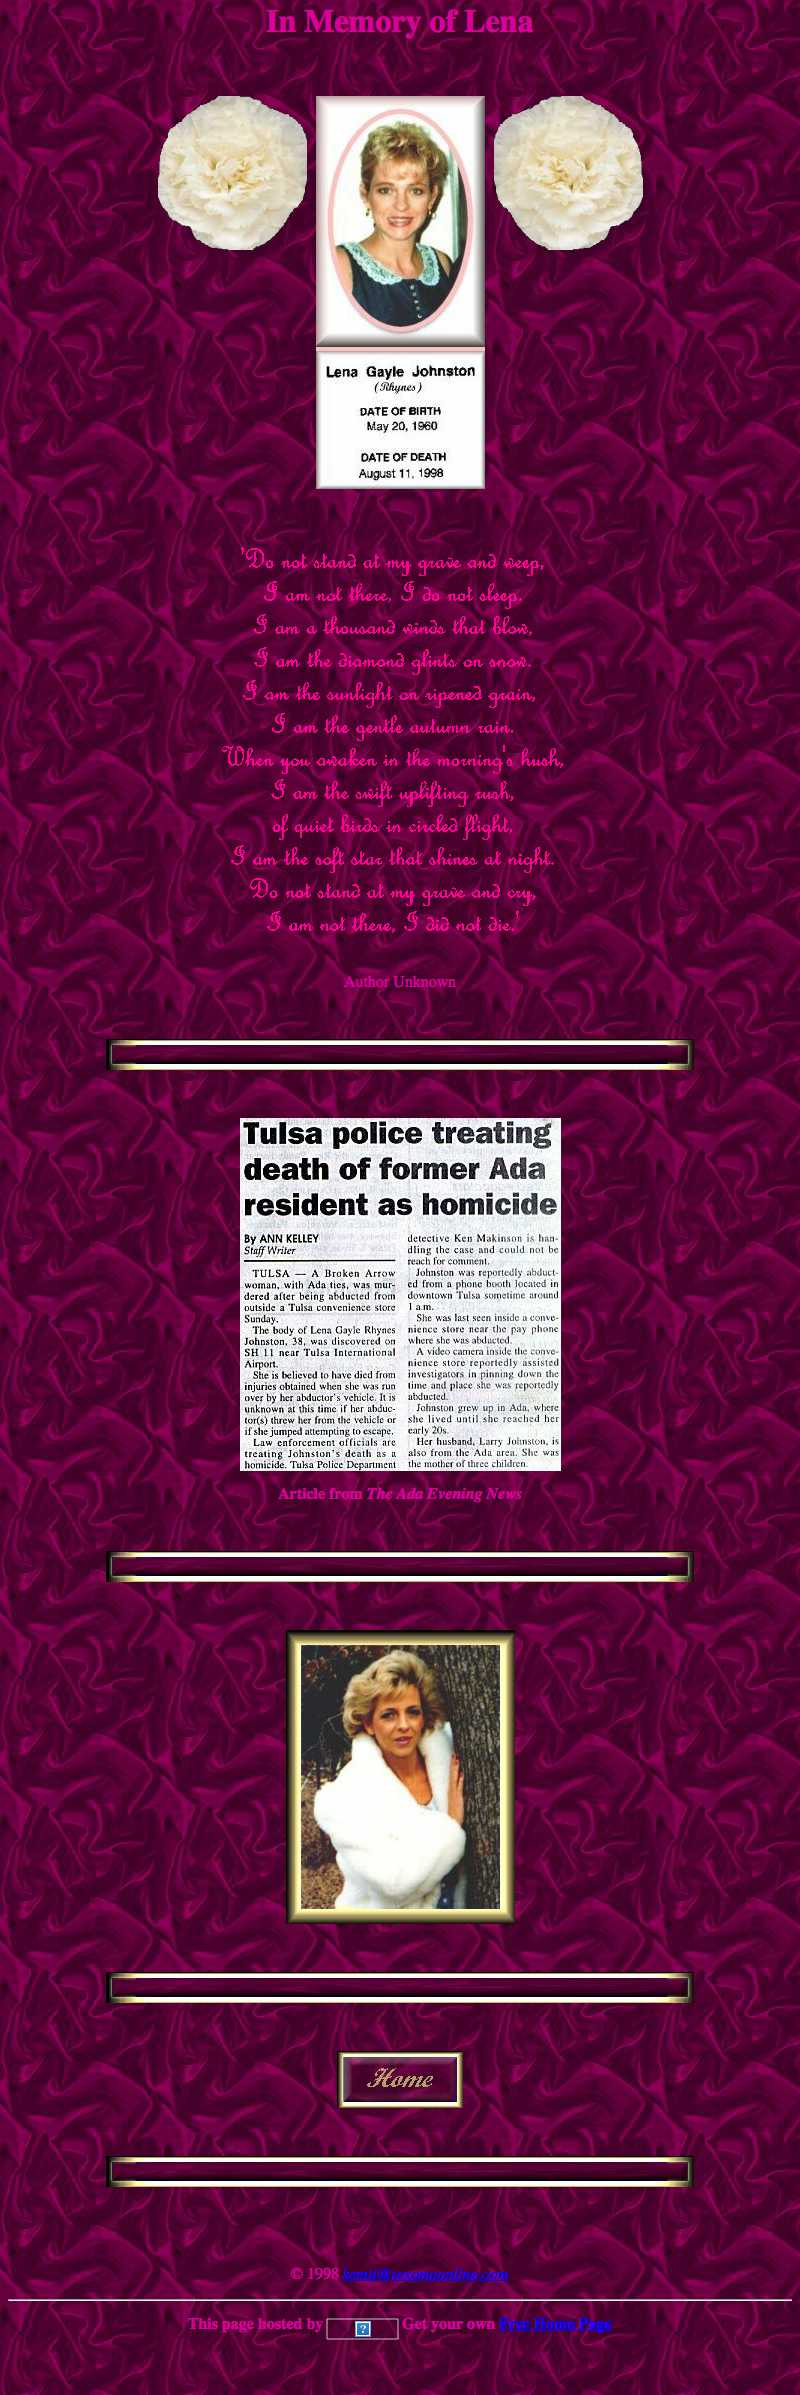 In Memory of Lena
Lena Gayle Johnston
(Rhynes)
DATE OF BIRTH
May 20, 1960
DATE OF DEATH
August 11, 1998
'Do not stand at my grave and weep,
I am not there, I do not sleep.
I am a thousand winds that blow,
I am the diamond glints on snow.
I am the sunlight on ripened grain,
I am the gentle autumn rain.
When you awaken in the morning's hush,
I am the swift uplifting rush,
of quiet birds in circled flight,
I am the soft star that shines at night.
Do not stand at my grave and cry,
I am not there, I did not die.'
Author Unknown
Tulsa police treating
death of former Ada
resident as homicide
By ANN KELLEY
Staff Writer
TULSA — A Broken Arrow
woman, with Ada ties, was mur-
dered after being abducted from
outside a Tulsa convenience store
Sunday.
The body of Lena Gayle Rhynes
Johnston, 38, was discovered on
SH 11 near Tulsa International
Airport.
She is believed to have died from
injuries obtained when she was run
over by her abductor's vehicle. It is
unknown at this time if her abduc-
tor(s) threw her from the vehicle or
if she jumped attempting to escape.
Law enforcement officials are
treating Johnston's death as a
homicide. Tulsa Police Department
detective Ken Makinson is han-
dling the case and could not be
reach for comment.
Johnston was reportedly abduct-
ed from a phone booth located in
downtown Tulsa sometime around
1 a.m.
She was last seen inside a conve-
nience store near the pay phone
where she was abducted.
A video camera inside the conve-
nience store reportedly assisted
investigators in pinning down the
time and place she was reportedly
abducted.
Johnston grew up in Ada, where
she lived until she reached her
early 20s.
Her husband, Larry Johnston, is
also from the Ada area. She was
the mother of three children.
Article from The Ada Evening News
Home
© 1998
This page hosted by Get your own Free Home Page